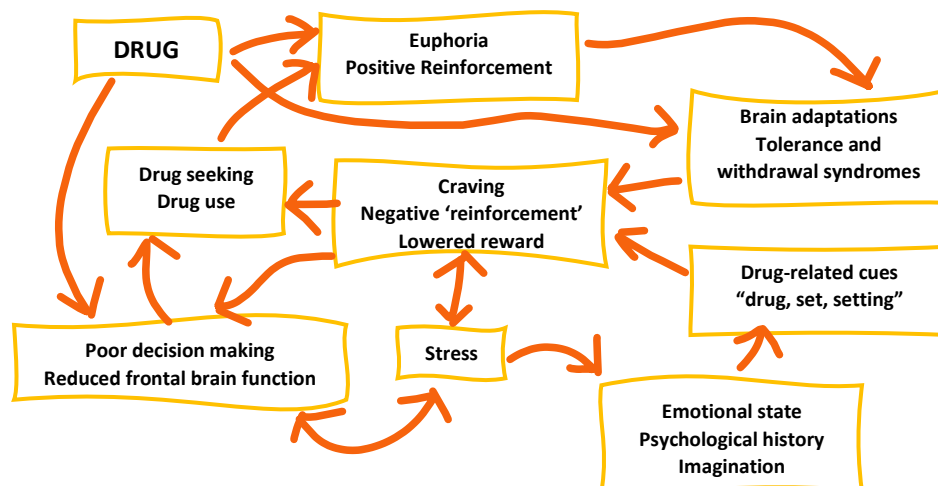 DRUG
Euphoria
Positive Reinforcement
Brain adaptations
Tolerance and
withdrawal syndromes
Drug seeking
Drug use
Craving
Negative ‘reinforcement’
Lowered reward
Drug-related cues
“drug, set, setting”
Poor decision making
Reduced frontal brain function
Stress
Emotional state
Psychological history
Imagination